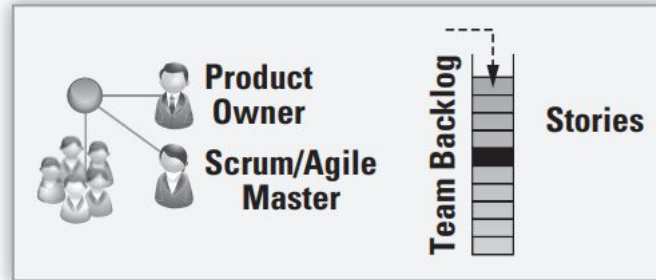 Product
Owner
Scrum/Agile
Master
Team Backlog
Stories